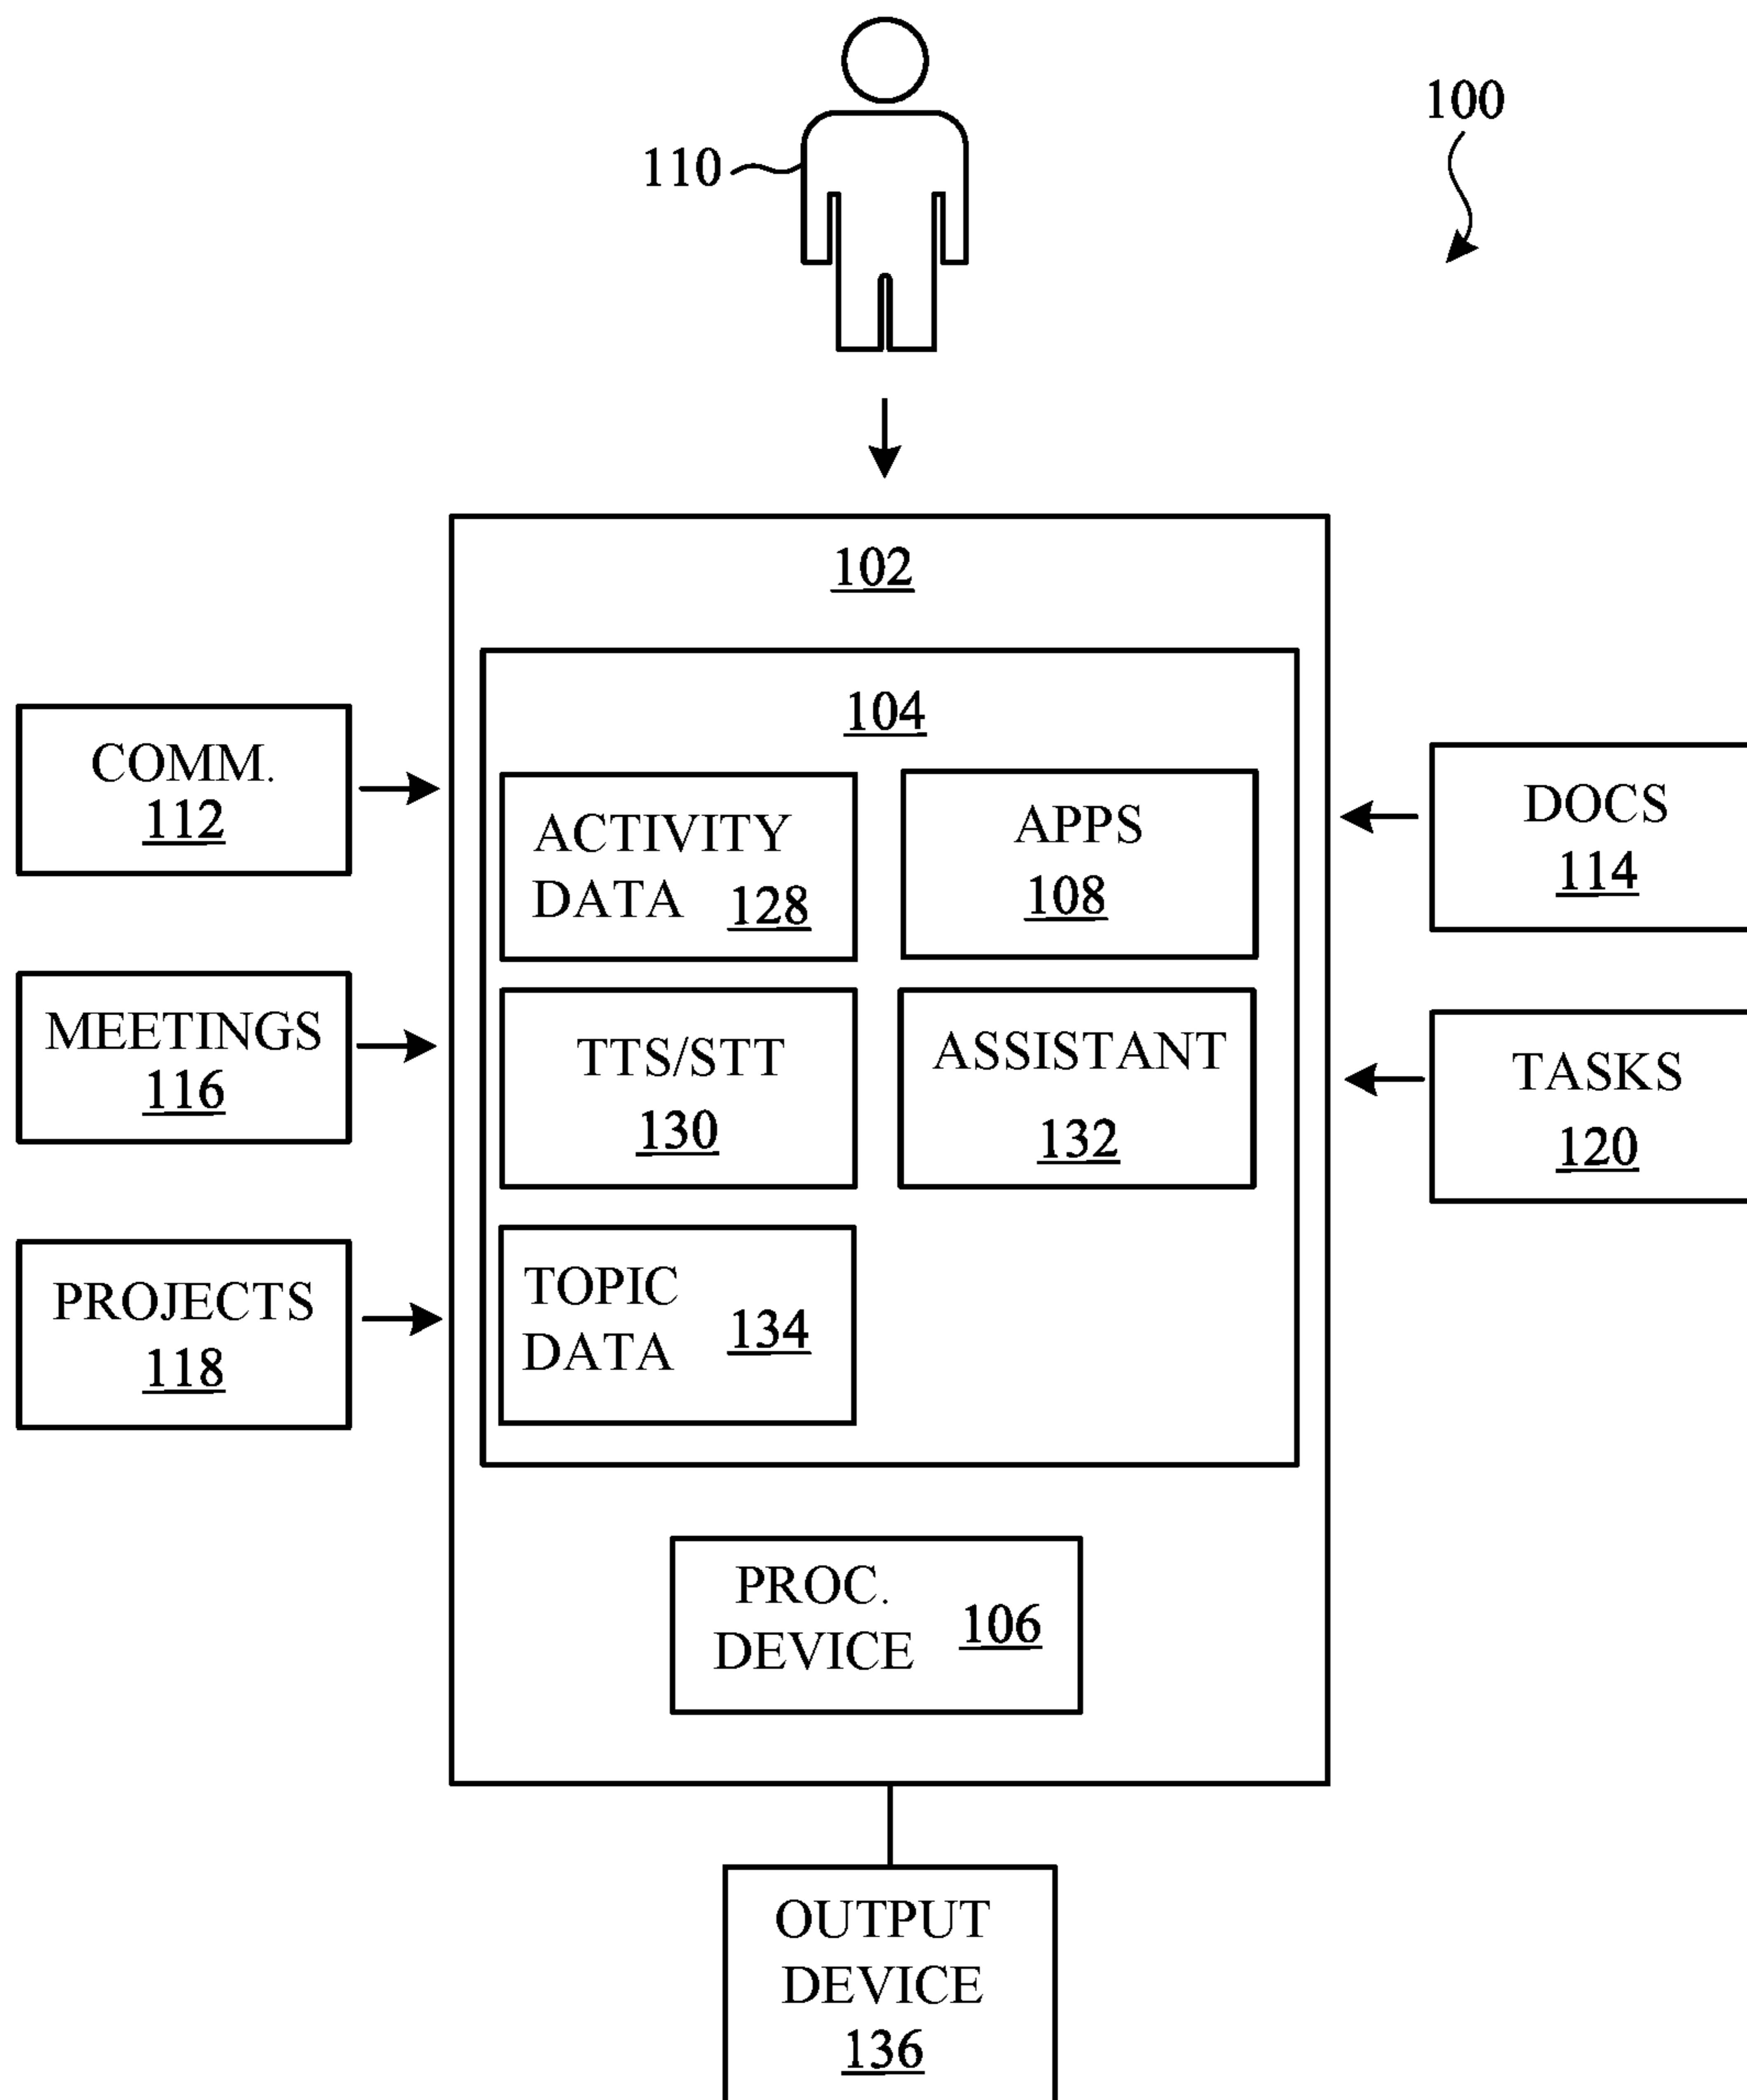 100
110
102
104
COMM.
112
ACTIVITY
DATA 128
APPS
108
DOCS
114
MEETINGS
116
TTS/STT
130
ASSISTANT
132
TASKS
120
PROJECTS
118
TOPIC
DATA 134
PROC.
DEVICE 106
OUTPUT
DEVICE
136